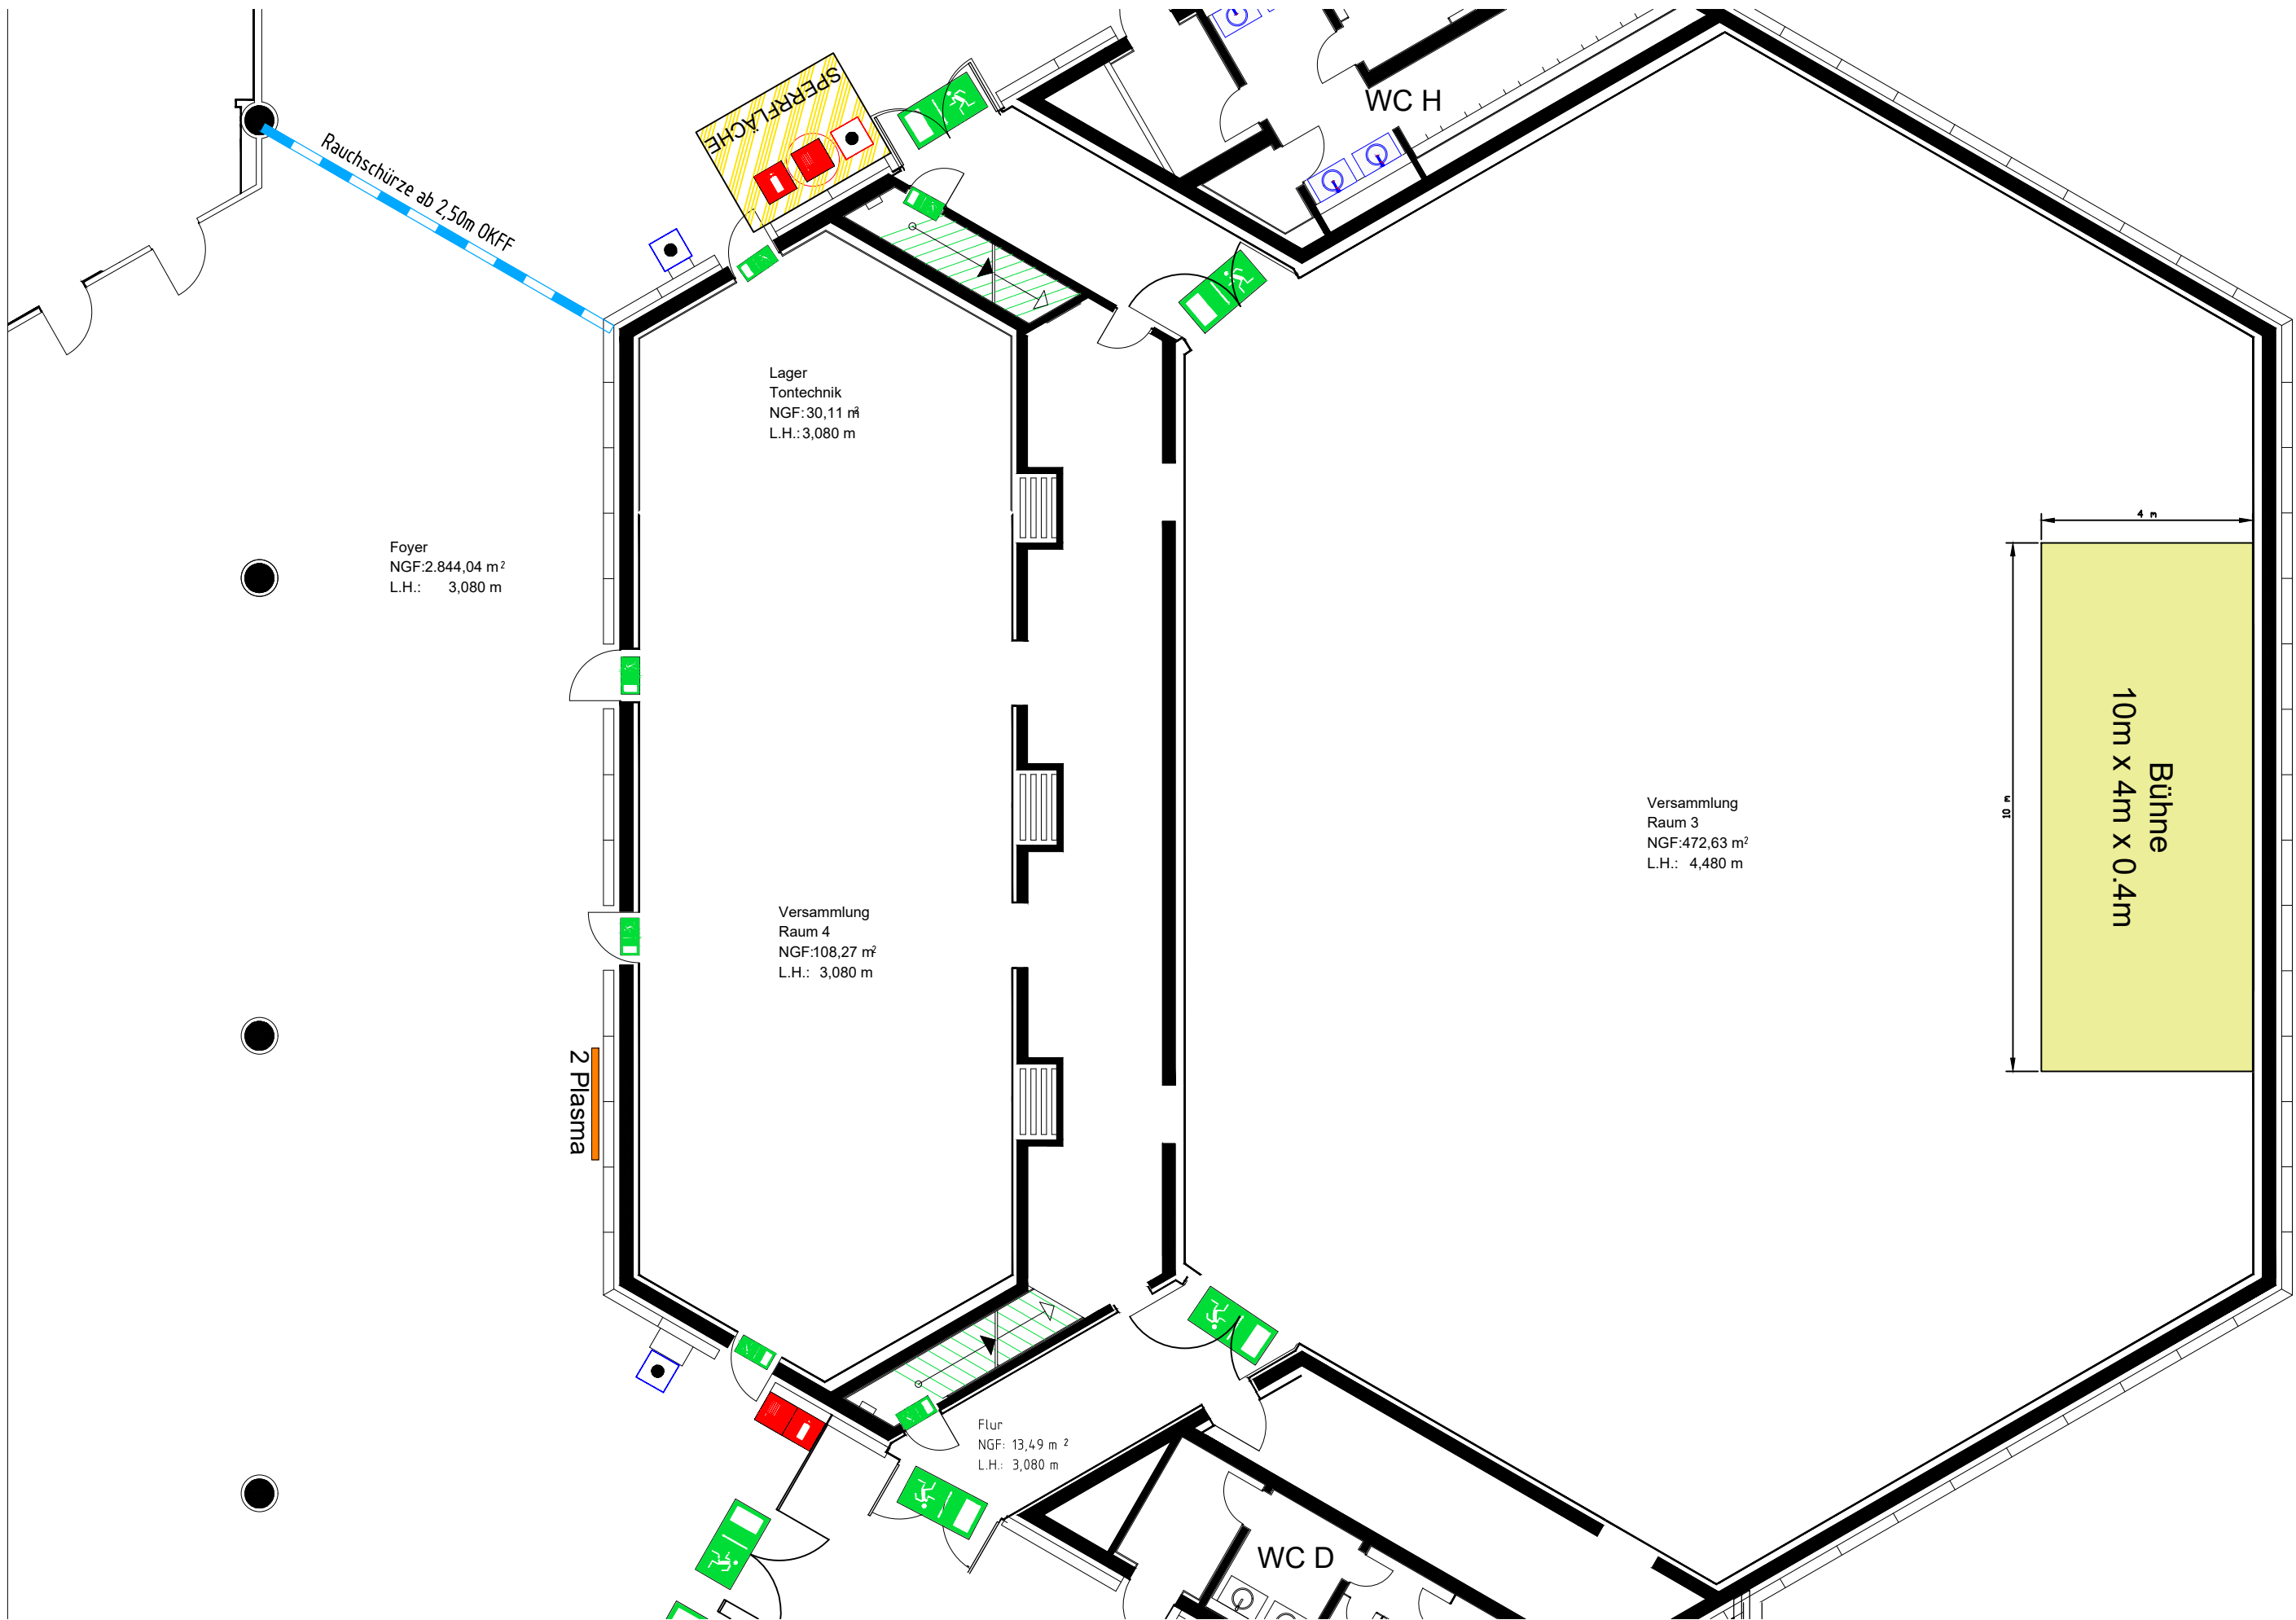 SPERRFLÄCHE
WC H
Rauchschürze ab 2,50m OKFF
Lager
Tontechnik
NGF: 30,11 m²
L.H.: 3,080 m
Foyer
NGF:2.844,04 m²
L.H.: 3,080 m
4 m
10 m
Bühne
10m x 4m x 0.4m
Versammlung
Raum 3
NGF:472,63 m²
L.H.: 4,480 m
Versammlung
Raum 4
NGF:108,27 m²
L.H.: 3,080 m
2 Plasma
Flur
NGF: 13,49 m²
L.H.: 3,080 m
WC D